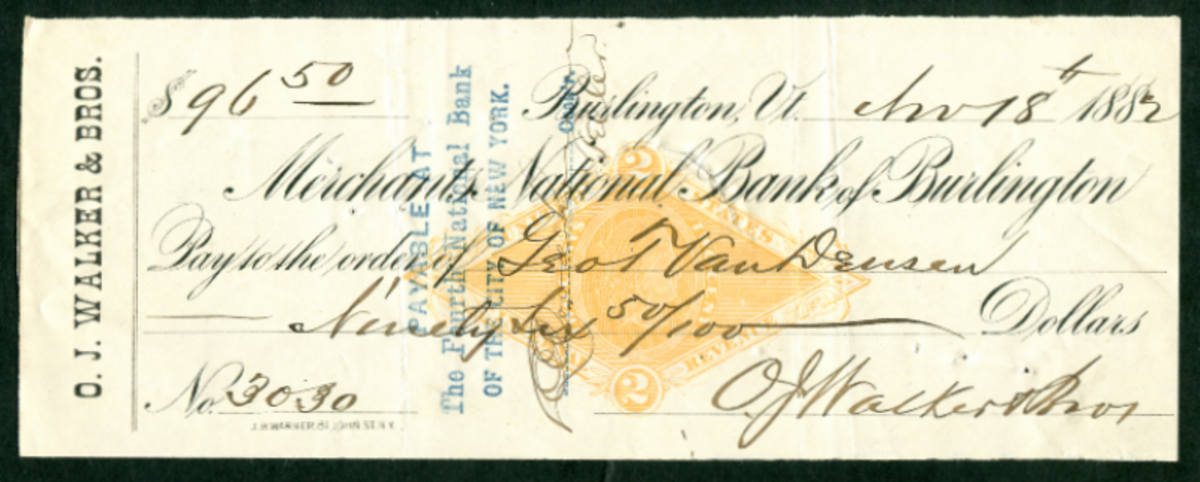 O. J. WALKER & BROS.
$96 50
Burlington, Vt. Nov 18th 1882
Merchants National Bank of Burlington
Pay to the order of Geo T Van Deusen
Ninety Six 50/100 Dollars
No. 3030
O. J. Walker & Bros
PAYABLE AT
The Fourth National Bank
OF THE CITY OF NEW YORK.
2
2